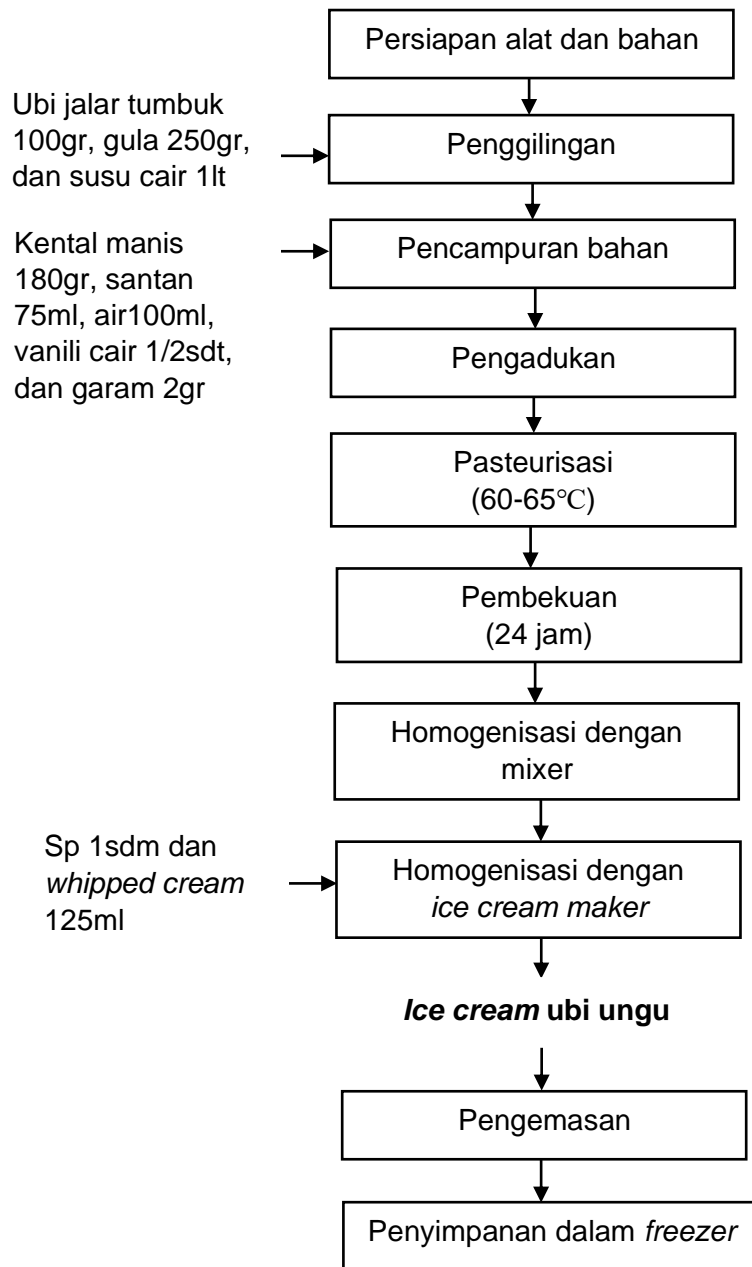 Persiapan alat dan bahan
Ubi jalar tumbuk
100gr, gula 250gr,
dan susu cair 1lt
Penggilingan
Kental manis
180gr, santan
75ml, air100ml,
vanili cair 1/2sdt,
dan garam 2gr
Pencampuran bahan
Pengadukan
Pasteurisasi
(60-65℃)
Pembekuan
(24 jam)
Homogenisasi dengan
mixer
Sp 1sdm dan
whipped cream
125ml
Homogenisasi dengan
ice cream maker
Ice cream ubi ungu
Pengemasan
Penyimpanan dalam freezer